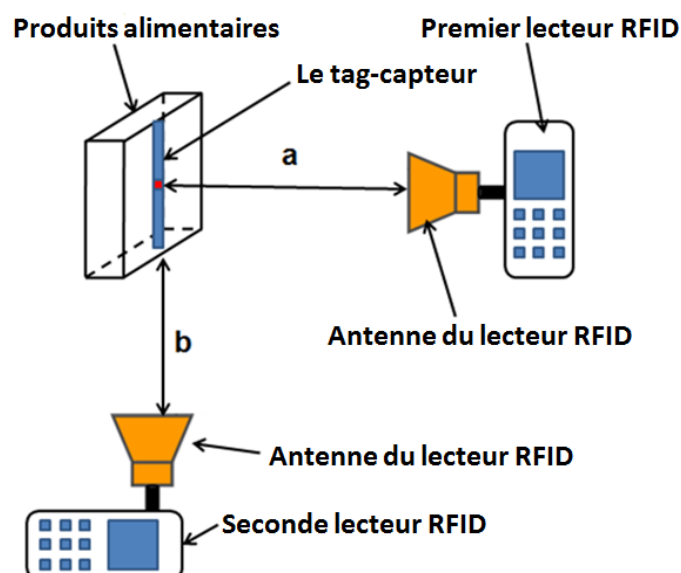 Produits alimentaires
Premier lecteur RFID
Le tag-capteur
a
Antenne du lecteur RFID
b
Antenne du lecteur RFID
Seconde lecteur RFID